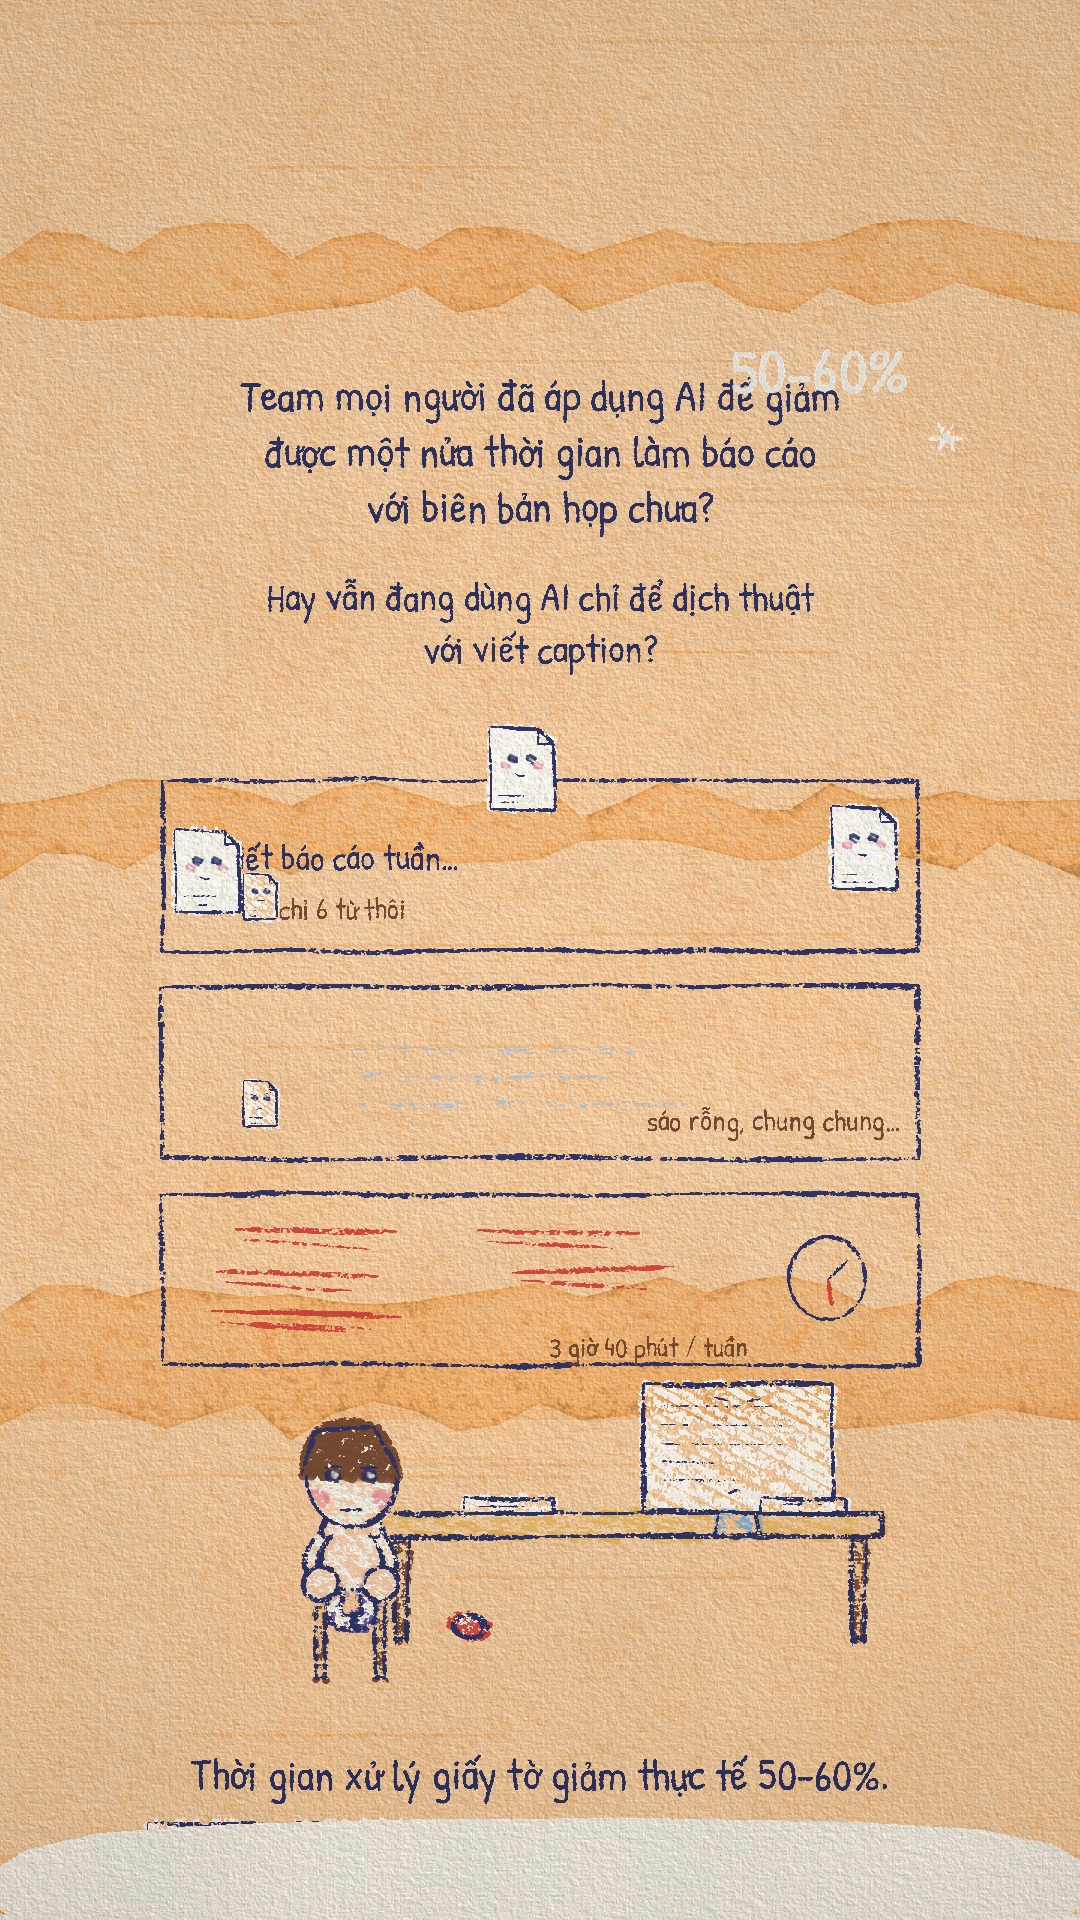 50-60%
Team mọi người đã áp dụng AI để giảm
được một nửa thời gian làm báo cáo
với biên bản họp chưa?
Hay vẫn đang dùng AI chỉ để dịch thuật
với viết caption?
báo cáo tuần...
chỉ 6 từ thôi
sáo rỗng, chung chung...
3 giờ 40 phút / tuần
Thời gian xử lý giấy tờ giảm thực tế 50-60%.